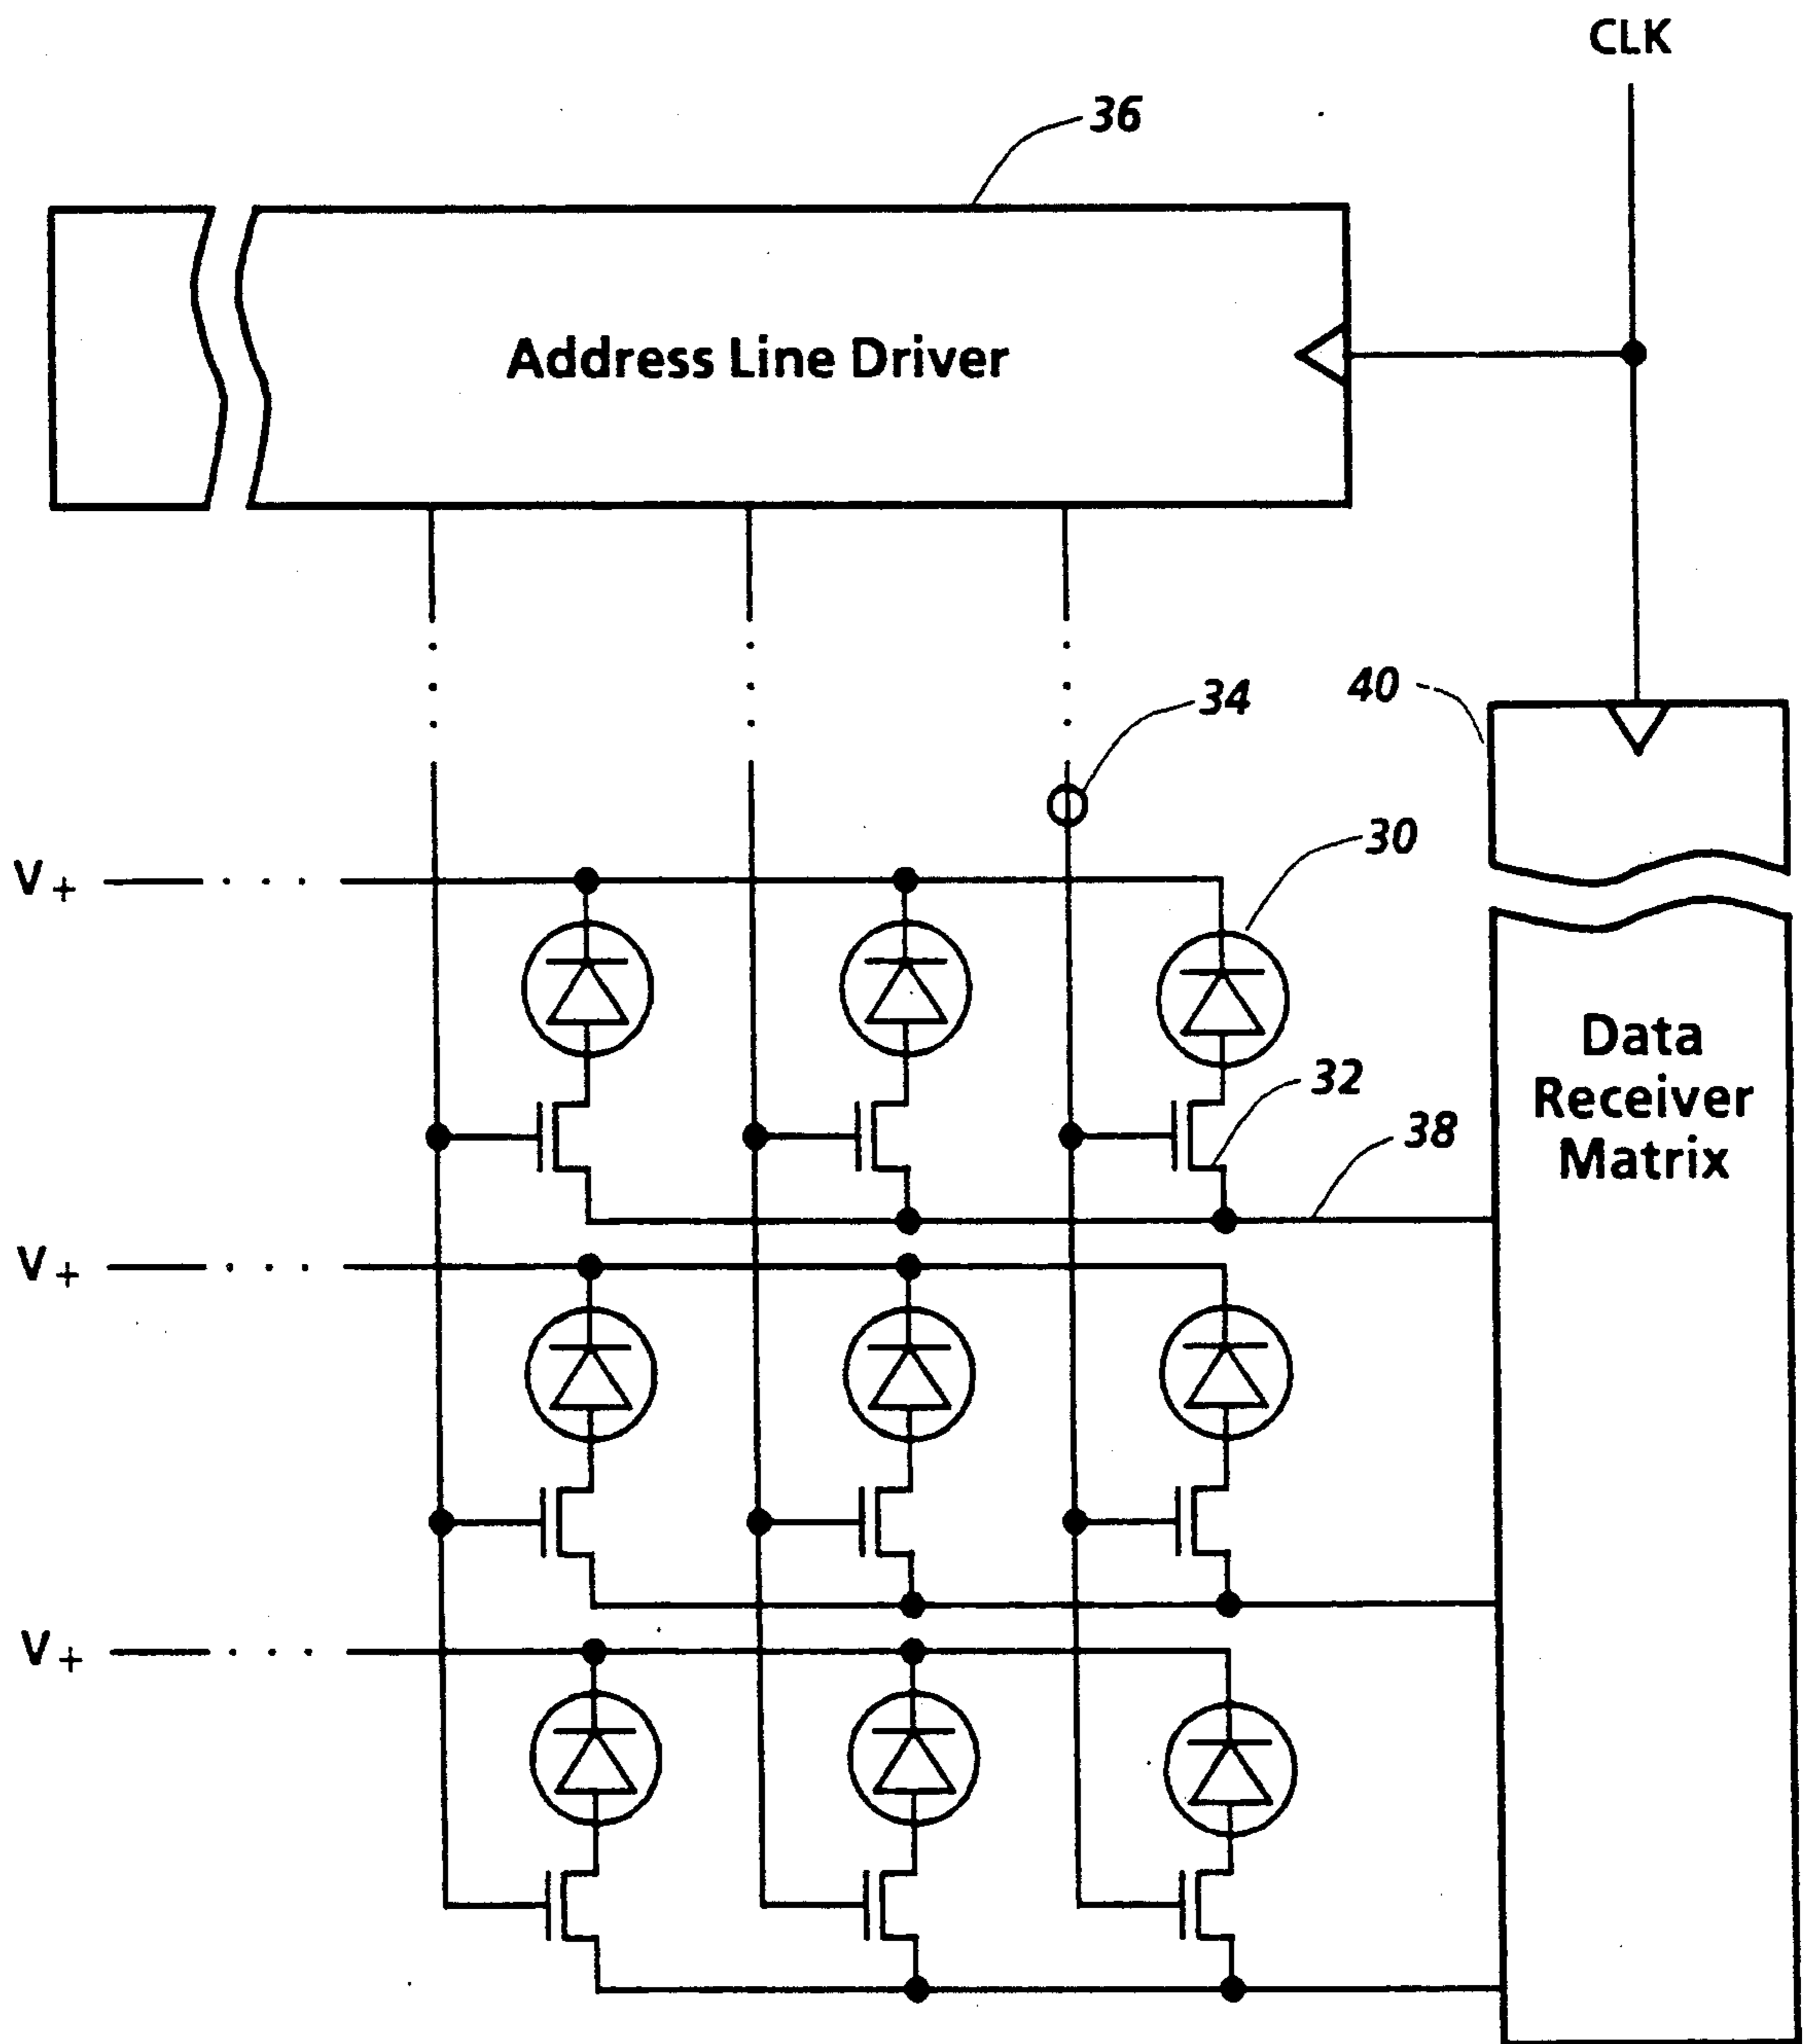 CLK
36
Address Line Driver
34
40
30
V+
32
38
Data
Receiver
Matrix
V+
V+